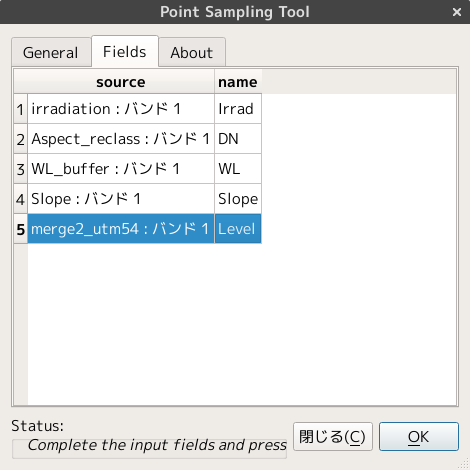 Point Sampling Tool
General Fields About
source name
1 irradiation : バンド 1 Irrad
2 Aspect_reclass : バンド 1 DN
3 WL_buffer : バンド 1 WL
4 Slope : バンド 1 Slope
5 merge2_utm54 : バンド 1 Level
Status:
Complete the input fields and press
閉じる(C) OK